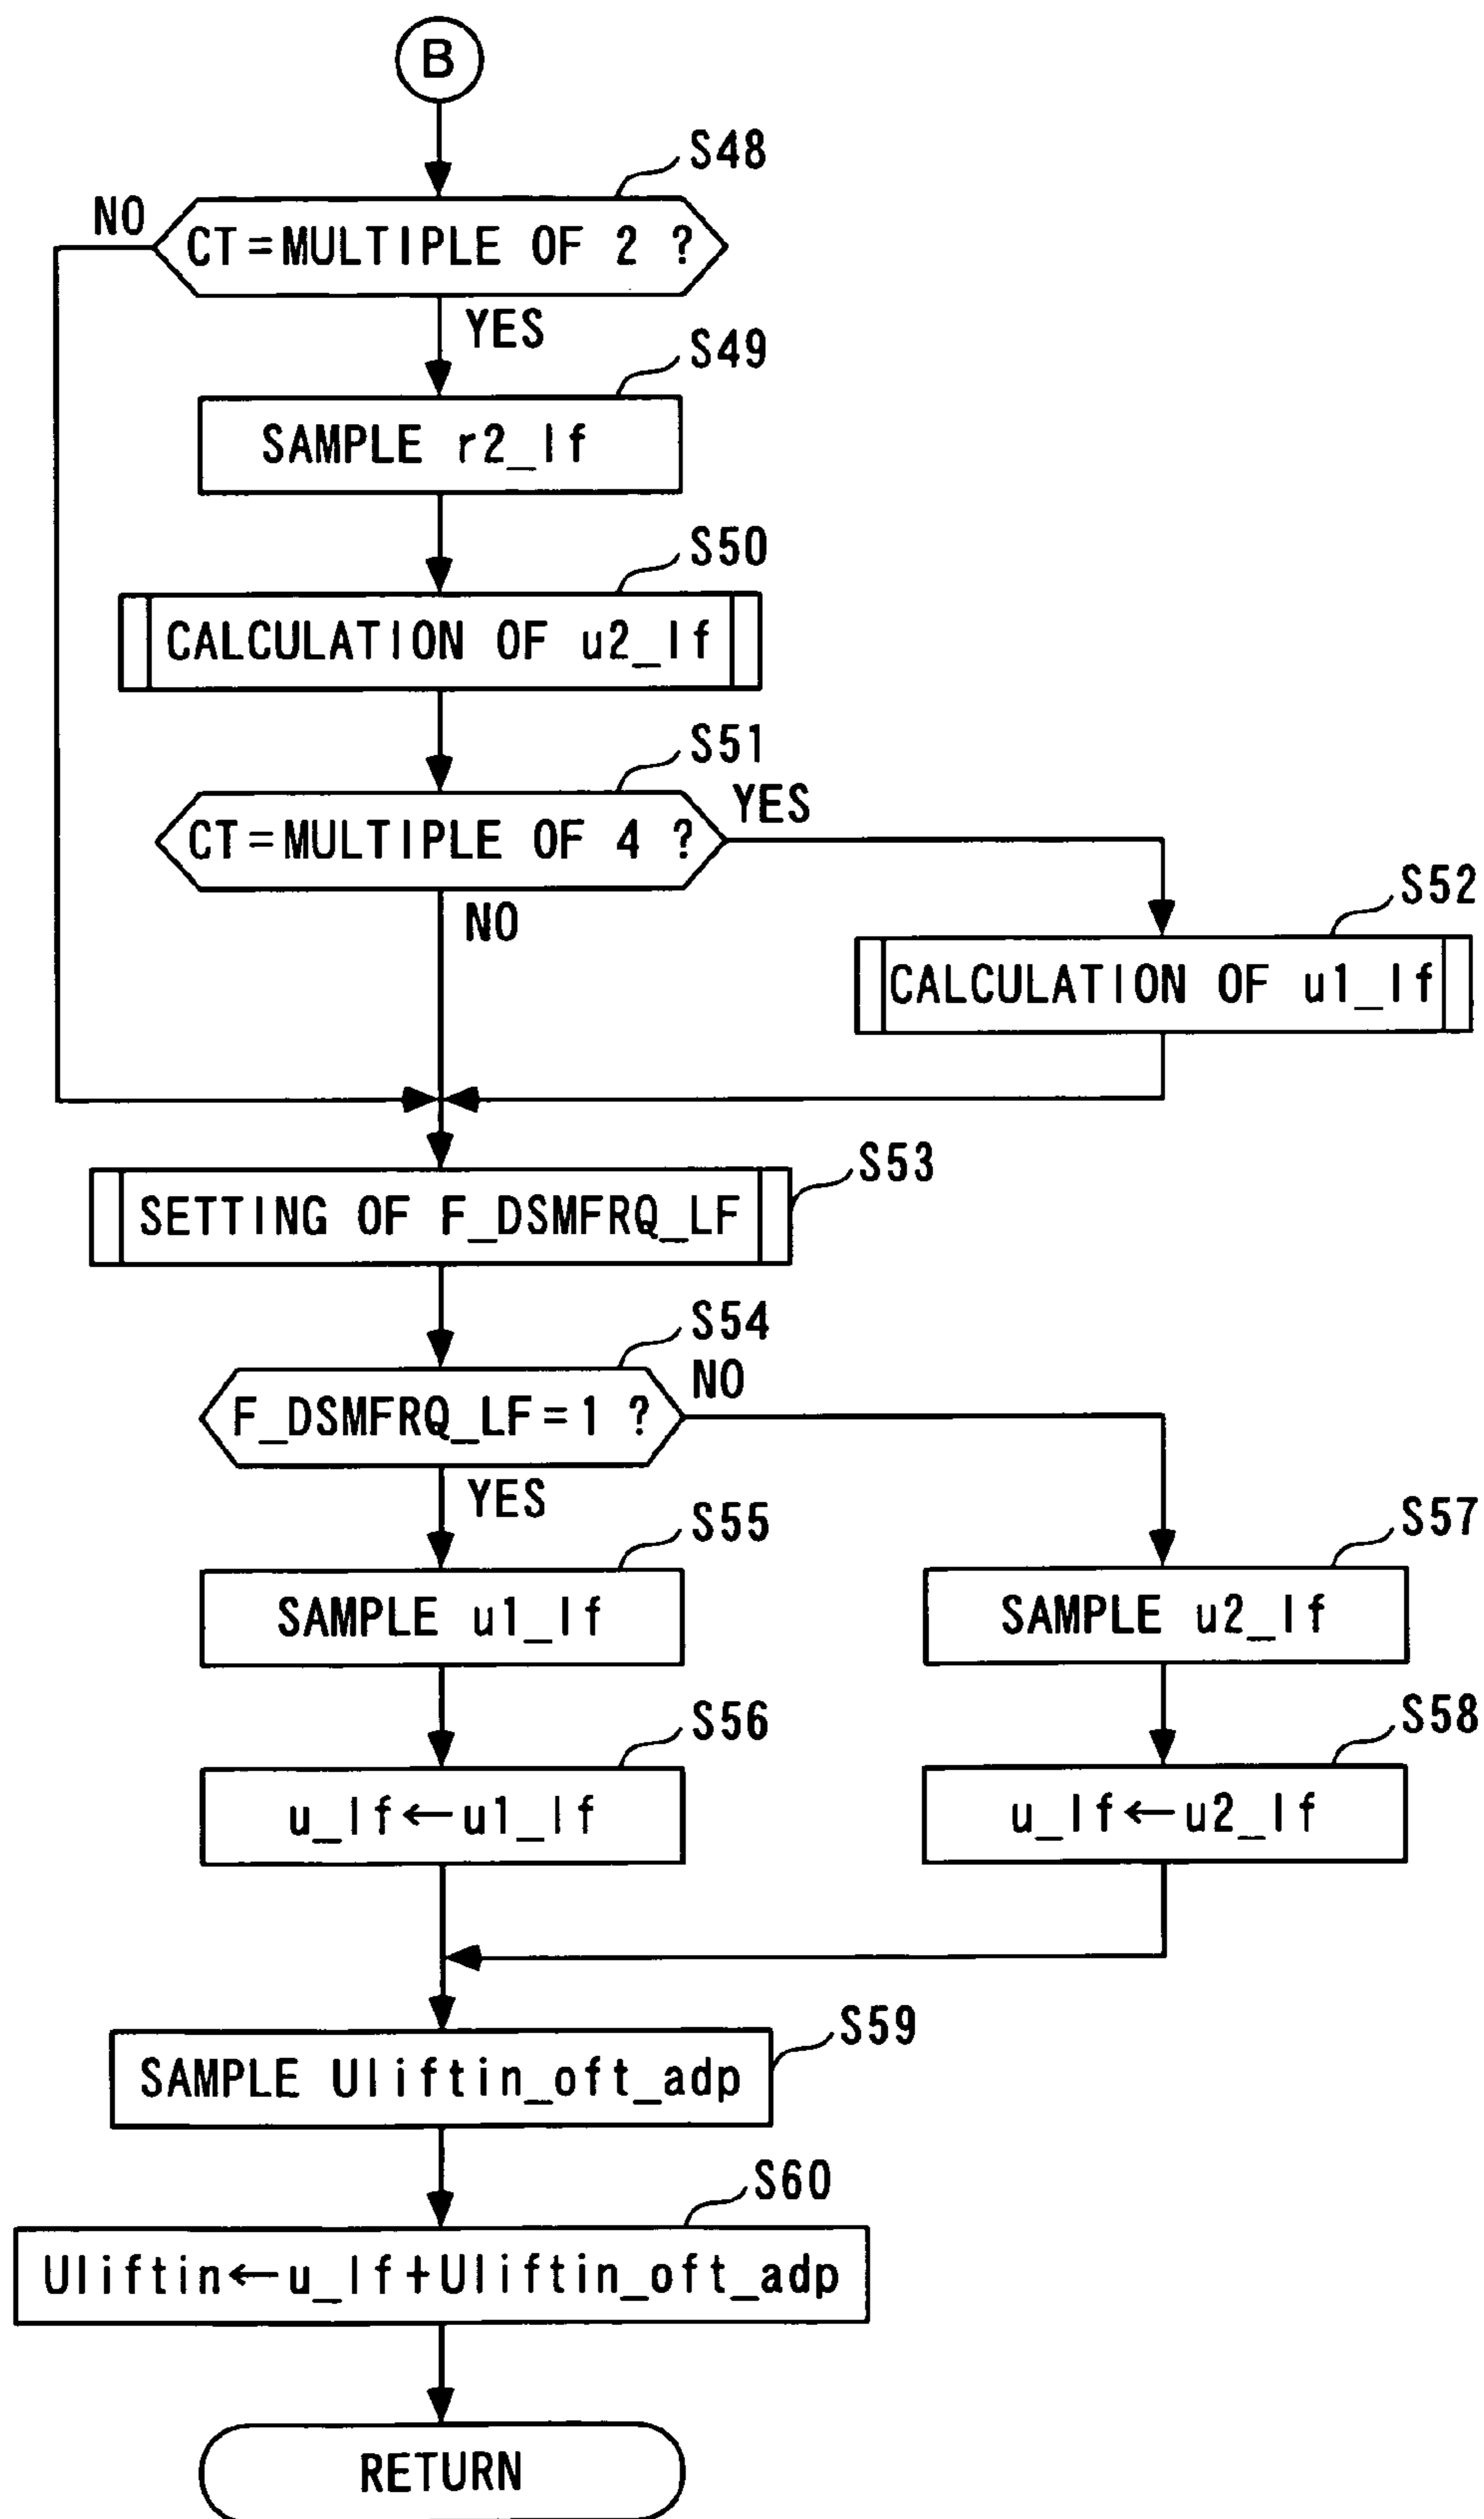 B
S48
NO
CT=MULTIPLE OF 2 ?
YES
S49
SAMPLE r2_lf
S50
CALCULATION OF u2_lf
S51
YES
CT=MULTIPLE OF 4 ?
NO
S52
CALCULATION OF u1_lf
S53
SETTING OF F_DSMFRQ_LF
S54
NO
F_DSMFRQ_LF=1 ?
YES
S55
S57
SAMPLE u1_lf
SAMPLE u2_lf
S56
S58
u_lf←u1_lf
u_lf←u2_lf
S59
SAMPLE Uliftin_oft_adp
S60
Uliftin←u_lf+Uliftin_oft_adp
RETURN